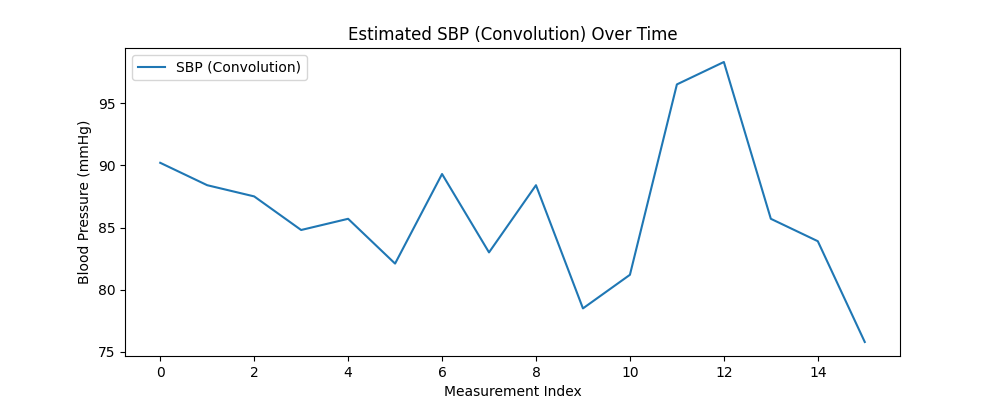 Estimated SBP (Convolution) Over Time
SBP (Convolution)
Blood Pressure (mmHg)
95
90
85
80
75
0 2 4 6 8 10 12 14
Measurement Index